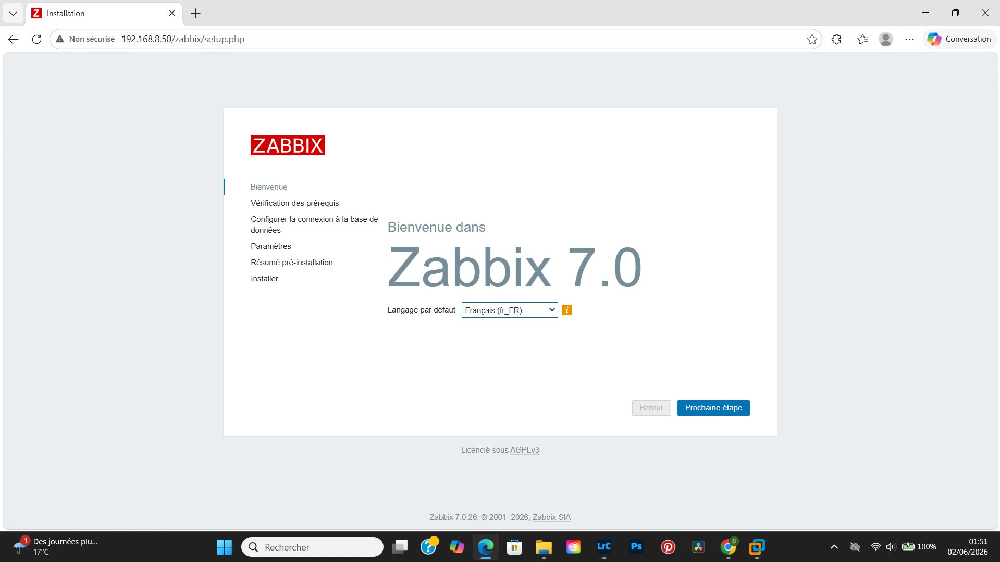 Installation
Non sécurisé 192.168.8.50/zabbix/setup.php
Conversation
ZABBIX
Bienvenue
Vérification des prérequis
Configurer la connexion à la base de
données
Paramètres
Résumé pré-installation
Installer
Bienvenue dans
Zabbix 7.0
Langage par défaut Français (fr_FR)
Retour Prochaine étape
Licencié sous AGPLv3
Zabbix 7.0.26. © 2001–2026, Zabbix SIA
1 Des journées plu...
17°C
Rechercher
LrC
Ps
D
100%
01:51
02/06/2026